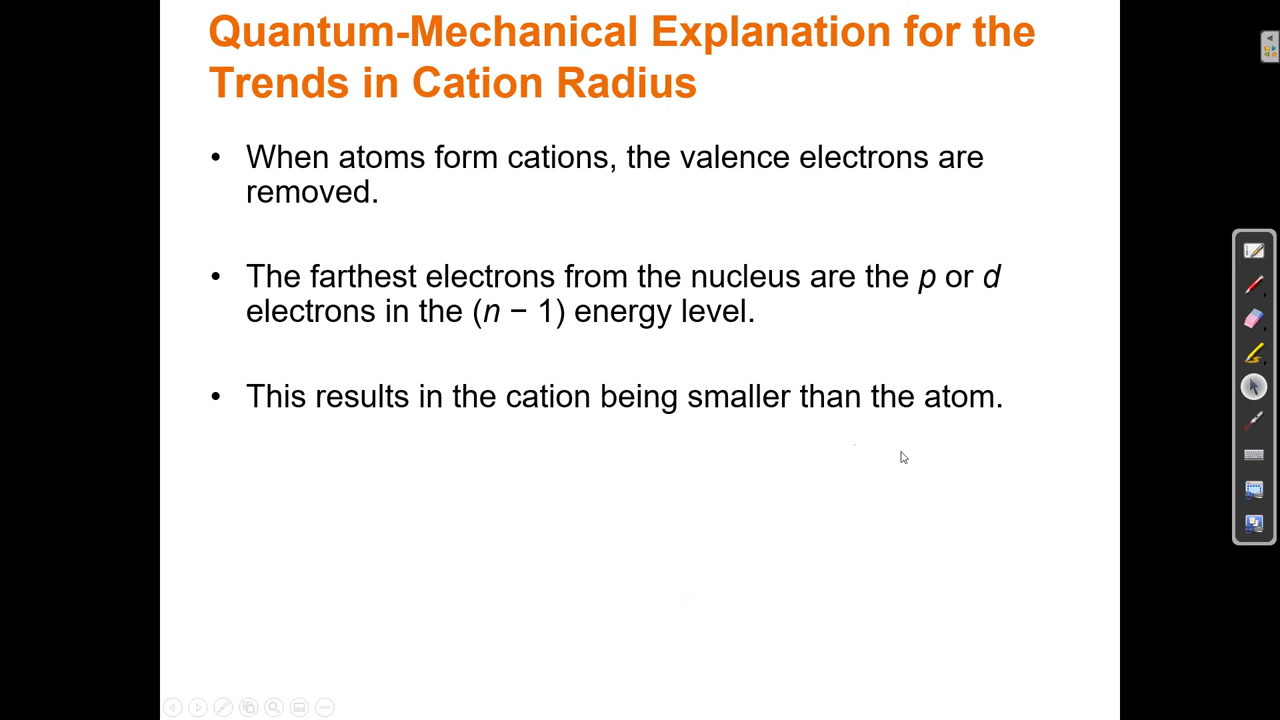 Quantum-Mechanical Explanation for the
Trends in Cation Radius
• When atoms form cations, the valence electrons are
removed.
• The farthest electrons from the nucleus are the p or d
electrons in the (n − 1) energy level.
• This results in the cation being smaller than the atom.